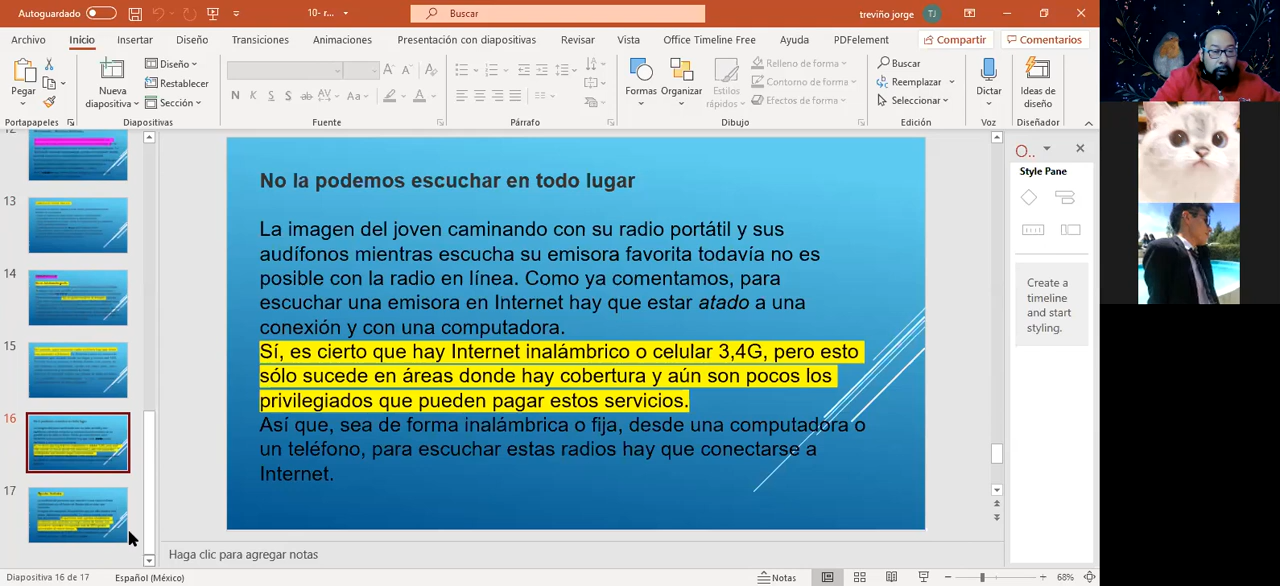 Autoguardado
10- r...
Buscar
treviño jorge
TJ
Archivo
Inicio
Insertar
Diseño
Transiciones
Animaciones
Presentación con diapositivas
Revisar
Vista
Office Timeline Free
Ayuda
PDFelement
Compartir
Comentarios
Pegar
Nueva
diapositiva
Diseño
Restablecer
Sección
N K S S ab AV Aa A
Formas
Organizar
Estilos
rápidos
Relleno de forma
Contorno de forma
Efectos de forma
Buscar
Reemplazar
Seleccionar
Dictar
Ideas de
diseño
Portapapeles
Diapositivas
Fuente
Párrafo
Dibujo
Edición
Voz
Diseñador
12
13
14
15
16
17
No la podemos escuchar en todo lugar
La imagen del joven caminando con su radio portátil y sus
audífonos mientras escucha su emisora favorita todavía no es
posible con la radio en línea. Como ya comentamos, para
escuchar una emisora en Internet hay que estar atado a una
conexión y con una computadora.
Sí, es cierto que hay Internet inalámbrico o celular 3,4G, pero esto
sólo sucede en áreas donde hay cobertura y aún son pocos los
privilegiados que pueden pagar estos servicios.
Así que, sea de forma inalámbrica o fija, desde una computadora o
un teléfono, para escuchar estas radios hay que conectarse a
Internet.
O..
Style Pane
Create a
timeline
and start
styling.
Haga clic para agregar notas
Diapositiva 16 de 17
Español (México)
Notas
68%